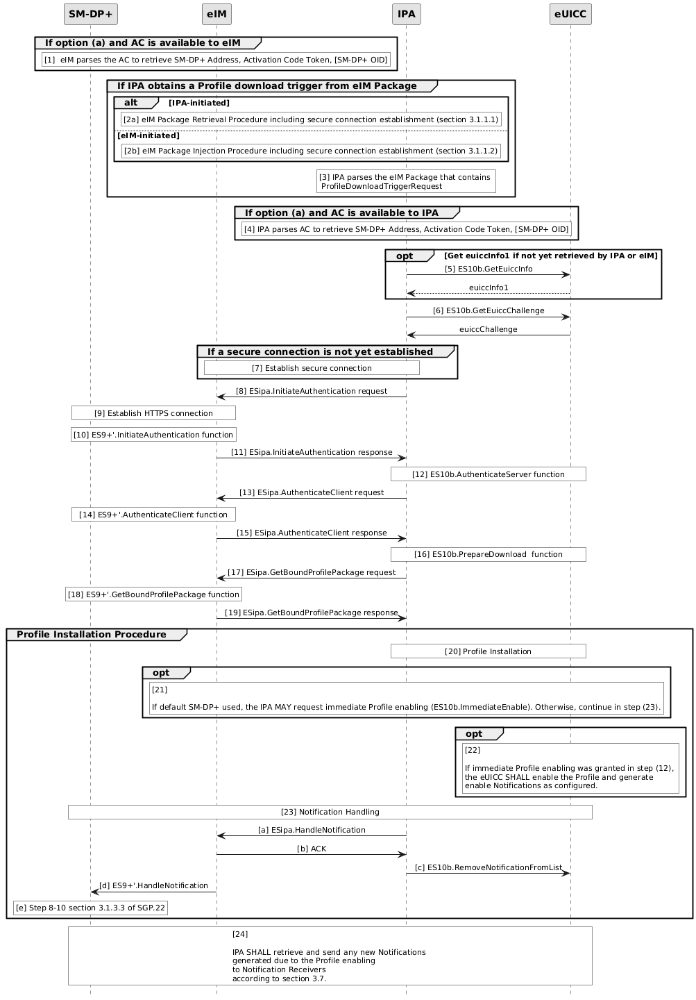 SM-DP+
eIM
IPA
eUICC
If option (a) and AC is available to eIM
[1]  eIM parses the AC to retrieve SM-DP+ Address, Activation Code Token, [SM-DP+ OID]
If IPA obtains a Profile download trigger from eIM Package
alt [IPA-initiated]
[2a] eIM Package Retrieval Procedure including secure connection establishment (section 3.1.1.1)
[eIM-initiated]
[2b] eIM Package Injection Procedure including secure connection establishment (section 3.1.1.2)
[3] IPA parses the eIM Package that contains
ProfileDownloadTriggerRequest
If option (a) and AC is available to IPA
[4] IPA parses AC to retrieve SM-DP+ Address, Activation Code Token, [SM-DP+ OID]
opt [Get euiccInfo1 if not yet retrieved by IPA or eIM]
[5] ES10b.GetEuiccInfo
euiccInfo1
[6] ES10b.GetEuiccChallenge
euiccChallenge
If a secure connection is not yet established
[7] Establish secure connection
[8] ESipa.InitiateAuthentication request
[9] Establish HTTPS connection
[10] ES9+'.InitiateAuthentication function
[11] ESipa.InitiateAuthentication response
[12] ES10b.AuthenticateServer function
[13] ESipa.AuthenticateClient request
[14] ES9+'.AuthenticateClient function
[15] ESipa.AuthenticateClient response
[16] ES10b.PrepareDownload  function
[17] ESipa.GetBoundProfilePackage request
[18] ES9+'.GetBoundProfilePackage function
[19] ESipa.GetBoundProfilePackage response
Profile Installation Procedure
[20] Profile Installation
opt
[21]
If default SM-DP+ used, the IPA MAY request immediate Profile enabling (ES10b.ImmediateEnable). Otherwise, continue in step (23).
opt
[22]
If immediate Profile enabling was granted in step (12),
the eUICC SHALL enable the Profile and generate
enable Notifications as configured.
[23] Notification Handling
[a] ESipa.HandleNotification
[b] ACK
[c] ES10b.RemoveNotificationFromList
[d] ES9+'.HandleNotification
[e] Step 8-10 section 3.1.3.3 of SGP.22
[24]
IPA SHALL retrieve and send any new Notifications
generated due to the Profile enabling
to Notification Receivers
according to section 3.7.